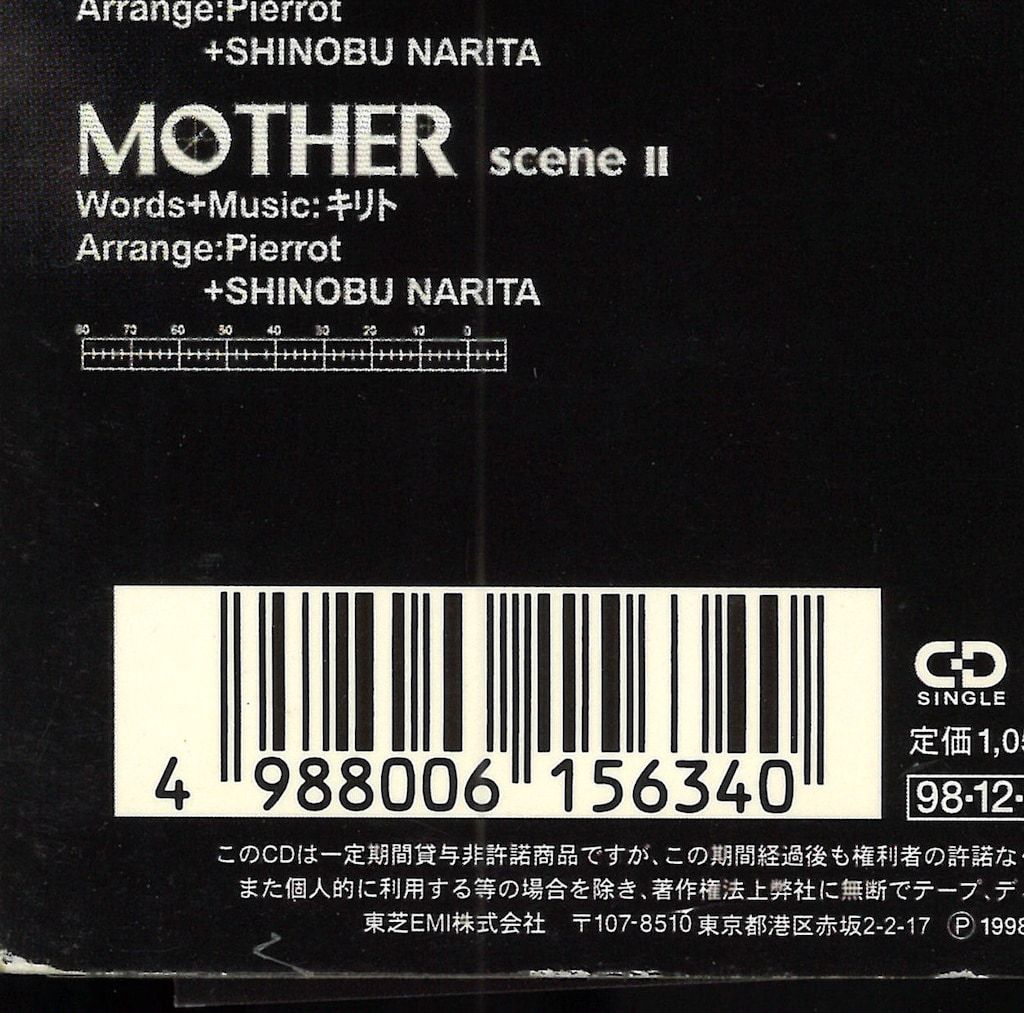 Arrange:Pierrot
+SHINOBU NARITA
MOTHER scene II
Words+Music:キリト
Arrange:Pierrot
+SHINOBU NARITA
80 70 60 50 40 30 20 10 0
4 988006 156340
CD
SINGLE
定価1,05
98·12·
このCDは一定期間貸与非許諾商品ですが、この期間経過後も権利者の許諾な
また個人的に利用する等の場合を除き、著作権法上弊社に無断でテープ、デ
東芝EMI株式会社 〒107-8510 東京都港区赤坂2-2-17 Ⓟ 1998